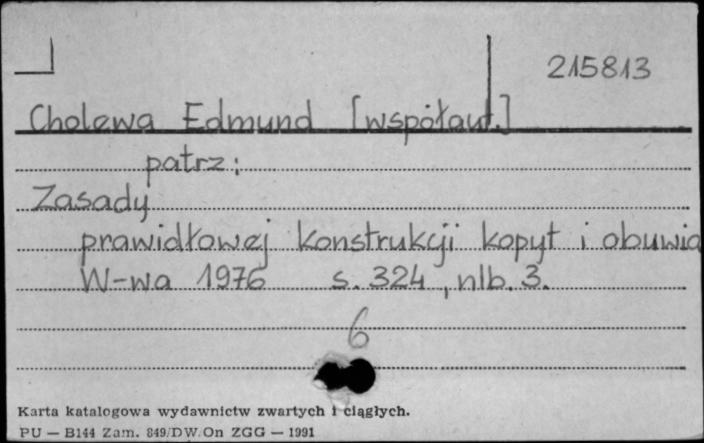 215813
Cholewa Edmund [współaut.]
patrz:
Zasady
prawidłowej konstrukcji kopyt i obuwia
W-wa 1976 s. 324, nlb. 3.
6
Karta katalogowa wydawnictw zwartych i ciągłych.
PU — B144 Zam. 849/DW/On ZGG — 1991